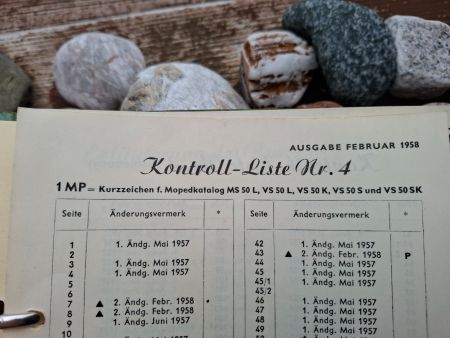 AUSGABE FEBRUAR 1958
Kontroll-Liste Nr. 4
1 MP = Kurzzeichen f. Mopedkatalog MS 50 L, VS 50 L, VS 50 K, VS 50 S und VS 50 SK
Seite Änderungsvermerk * Seite Änderungsvermerk *
1 1. Ändg. Mai 1957 42 1. Ändg. Mai 1957
2 43 ▲ 2. Ändg. Febr. 1958 P
3 1. Ändg. Mai 1957 44 1. Ändg. Mai 1957
4 1. Ändg. Mai 1957 45 1. Ändg. Mai 1957
5 45/1
6 45/2
7 ▲ 2. Ändg. Febr. 1958 * 46 1. Ändg. Mai 1957
8 ▲ 2. Ändg. Febr. 1958 47 1. Ändg. Mai 1957
9 1. Ändg. Juni 1957 48 1. Ändg. Mai 1957
10 49 1. Ändg. Mai 1957
1. Ändg. Mai 1957